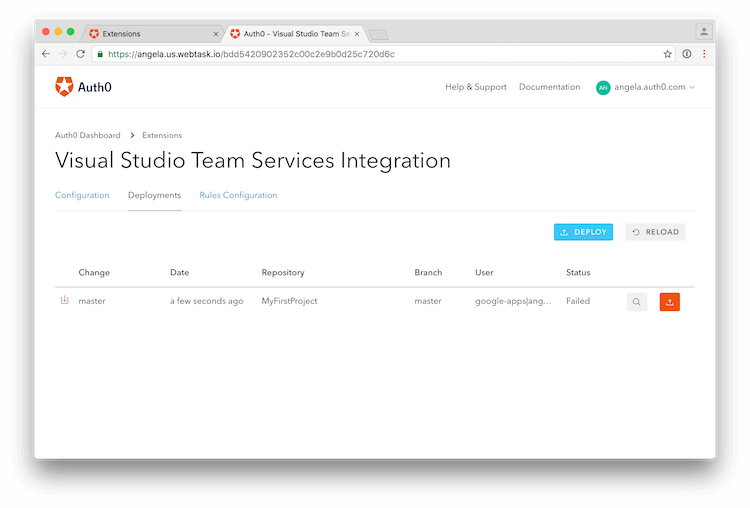 Extensions
Auth0 - Visual Studio Team Se
https://angela.us.webtask.io/bdd5420902352c00c2e9b0d25c720d6c
Auth0 Help & Support Documentation AN angela.auth0.com
Auth0 Dashboard > Extensions
Visual Studio Team Services Integration
Configuration Deployments Rules Configuration
DEPLOY RELOAD
Change Date Repository Branch User Status
master a few seconds ago MyFirstProject master google-apps|ang... Failed